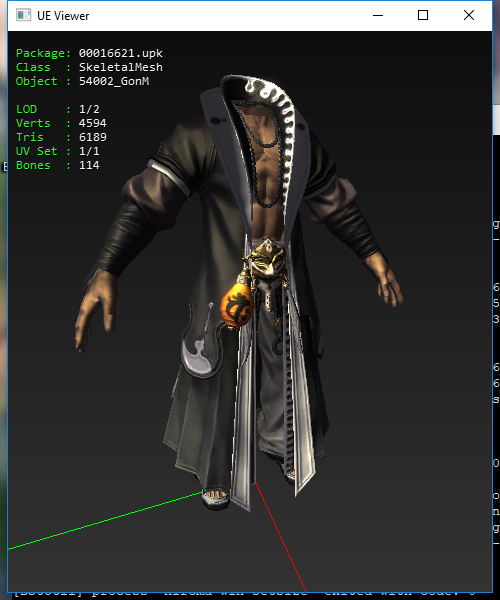 UE Viewer
Package: 00016621.upk
Class : SkeletalMesh
Object : 54002_GonM
LOD : 1/2
Verts : 4594
Tris : 6189
UV Set : 1/1
Bones : 114